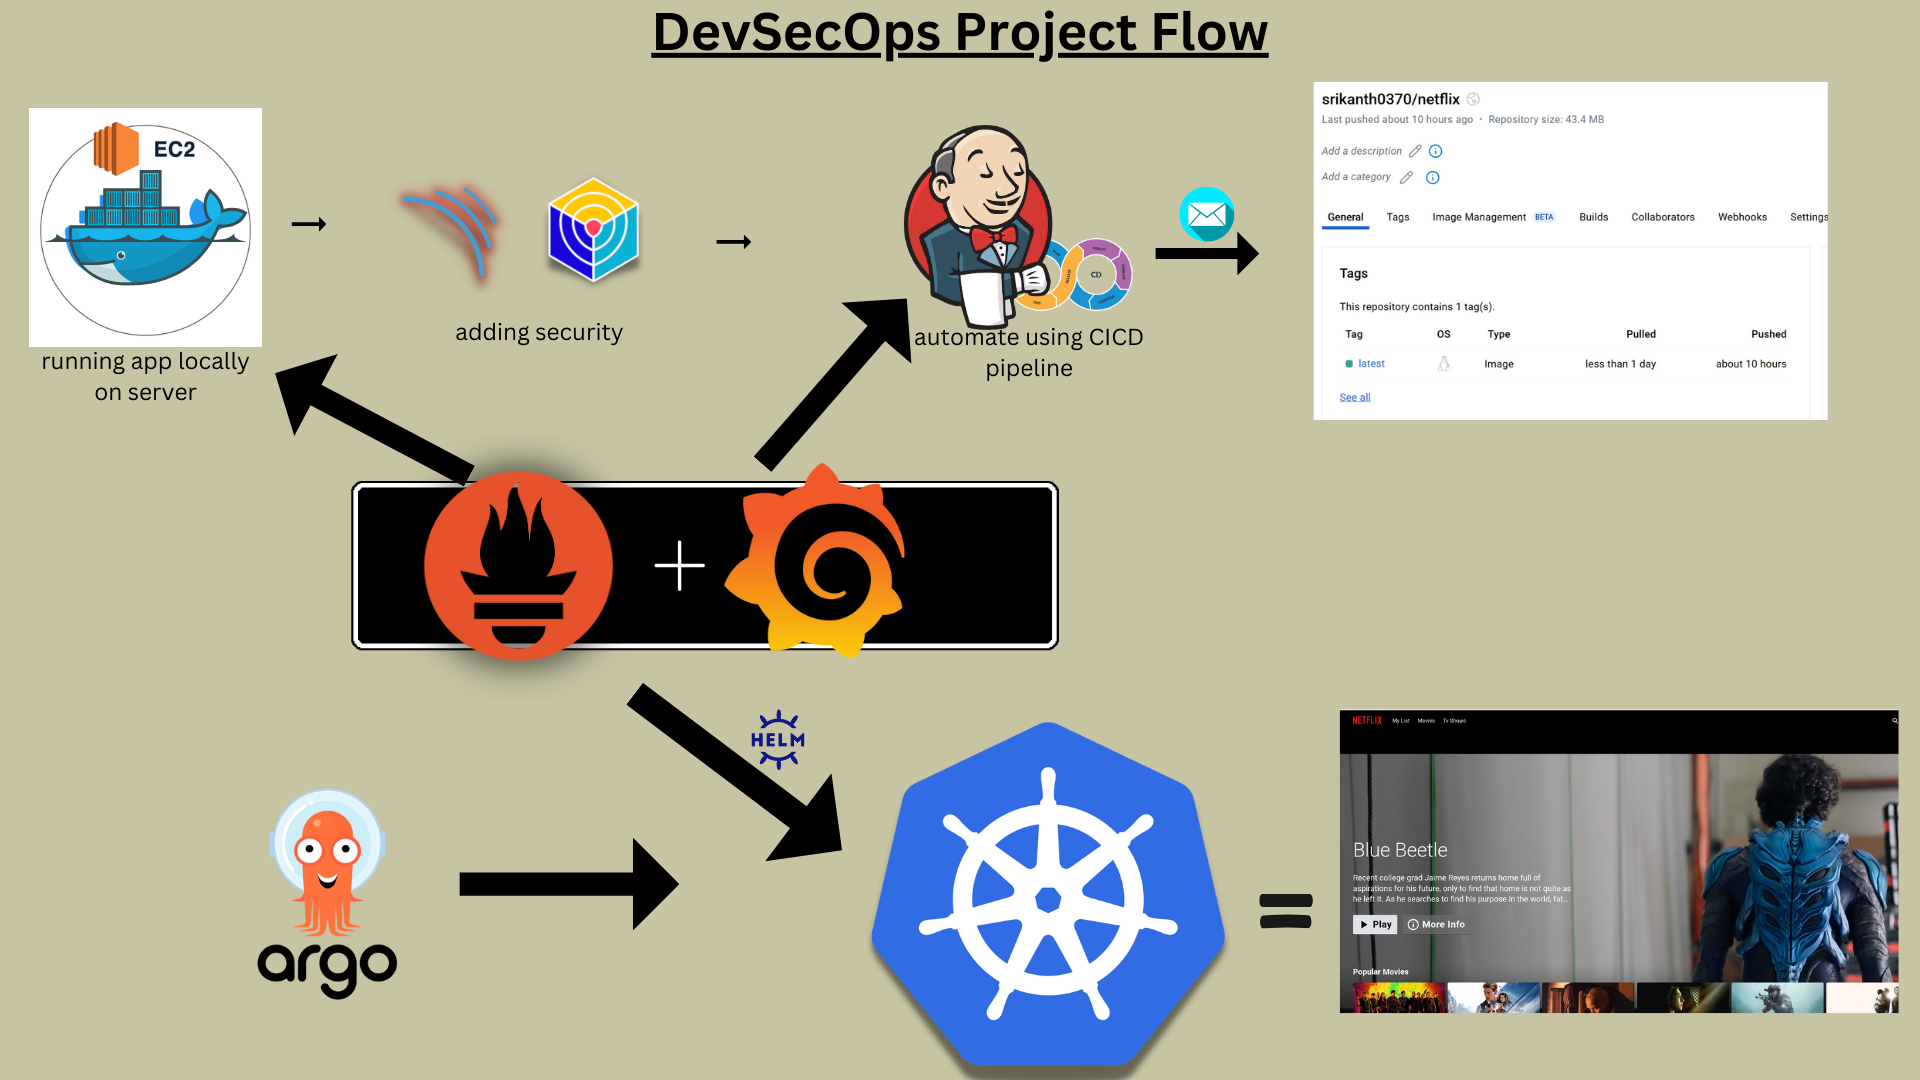 DevSecOps Project Flow
EC2
running app locally
on server
adding security
CD
automate using CICD
pipeline
srikanth0370/netflix
Last pushed about 10 hours ago • Repository size: 43.4 MB
Add a description
Add a category
General Tags Image Management BETA Builds Collaborators Webhooks Settings
Tags
This repository contains 1 tag(s).
Tag OS Type Pulled Pushed
latest Image less than 1 day about 10 hours
See all
HELM
argo
NETFLIX My List Movies Tv Shows
Blue Beetle
Recent college grad Jaime Reyes returns home full of
aspirations for his future, only to find that home is not quite as
he left it. As he searches to find his purpose in the world, fat...
Play More Info
Popular Movies